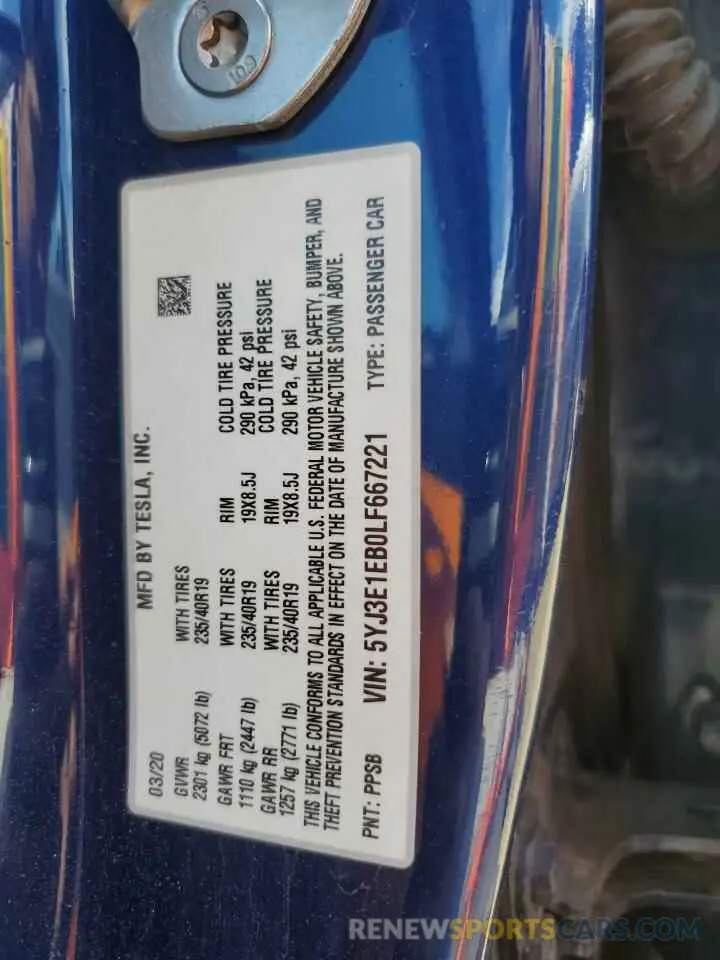 109
MFD BY TESLA, INC.
03/20
GVWR WITH TIRES
2301 kg (5072 lb) 235/40R19
GAWR FRT WITH TIRES RIM COLD TIRE PRESSURE
1110 kg (2447 lb) 235/40R19 19X8.5J 290 kPa, 42 psi
GAWR RR WITH TIRES RIM COLD TIRE PRESSURE
1257 kg (2771 lb) 235/40R19 19X8.5J 290 kPa, 42 psi
THIS VEHICLE CONFORMS TO ALL APPLICABLE U.S. FEDERAL MOTOR VEHICLE SAFETY, BUMPER, AND
THEFT PREVENTION STANDARDS IN EFFECT ON THE DATE OF MANUFACTURE SHOWN ABOVE.
PNT: PPSB VIN: 5YJ3E1EB0LF667221 TYPE: PASSENGER CAR
RENEWSPORTSCARS.COM